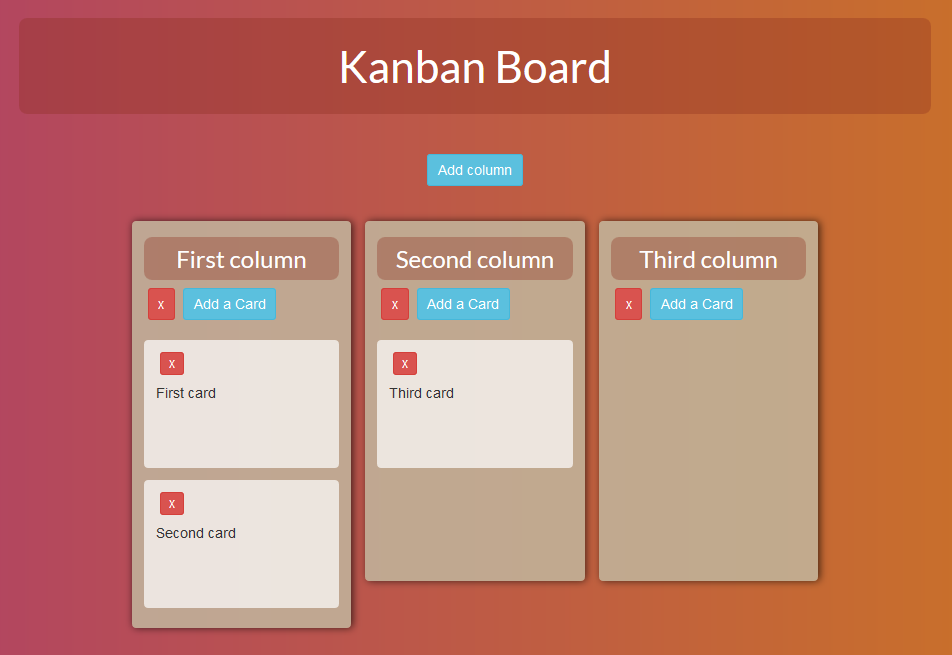 Kanban Board
Add column
First column
x Add a Card
x
First card
x
Second card
Second column
x Add a Card
x
Third card
Third column
x Add a Card